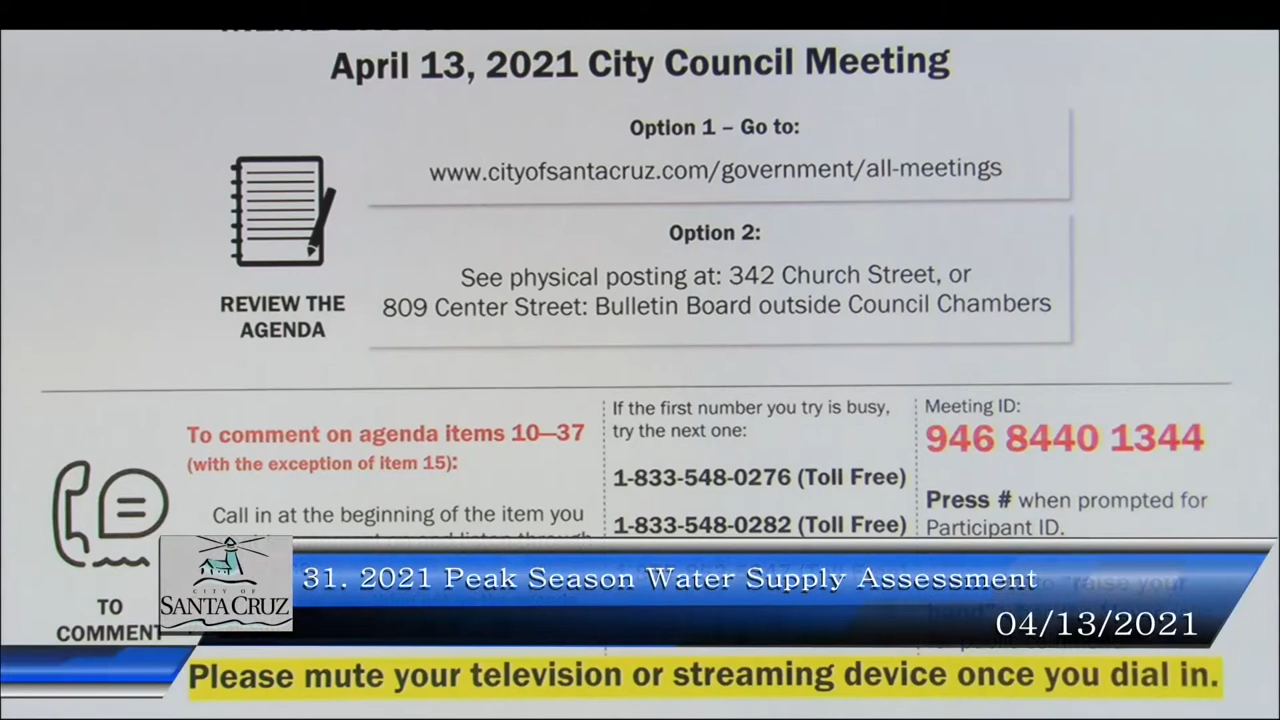 April 13, 2021 City Council Meeting
Option 1 – Go to:
www.cityofsantacruz.com/government/all-meetings
Option 2:
See physical posting at: 342 Church Street, or
809 Center Street: Bulletin Board outside Council Chambers
REVIEW THE
AGENDA
To comment on agenda items 10—37
(with the exception of item 15):
Call in at the beginning of the item you
If the first number you try is busy,
try the next one:
1-833-548-0276 (Toll Free)
1-833-548-0282 (Toll Free)
Meeting ID:
946 8440 1344
Press # when prompted for
Participant ID.
"raise your
TO
COMMENT
CITY OF
SANTA CRUZ
31. 2021 Peak Season Water Supply Assessment
04/13/2021
Please mute your television or streaming device once you dial in.